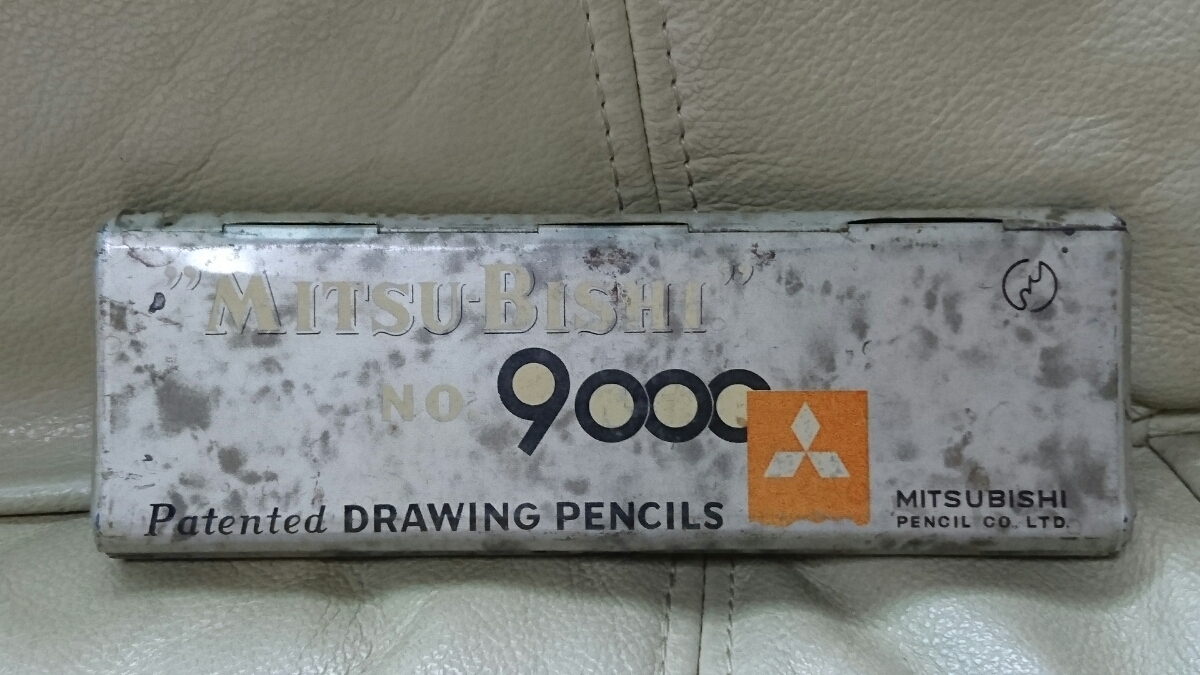 "MITSU-BISHI"
NO. 9000
Patented DRAWING PENCILS
MITSUBISHI
PENCIL CO. LTD.